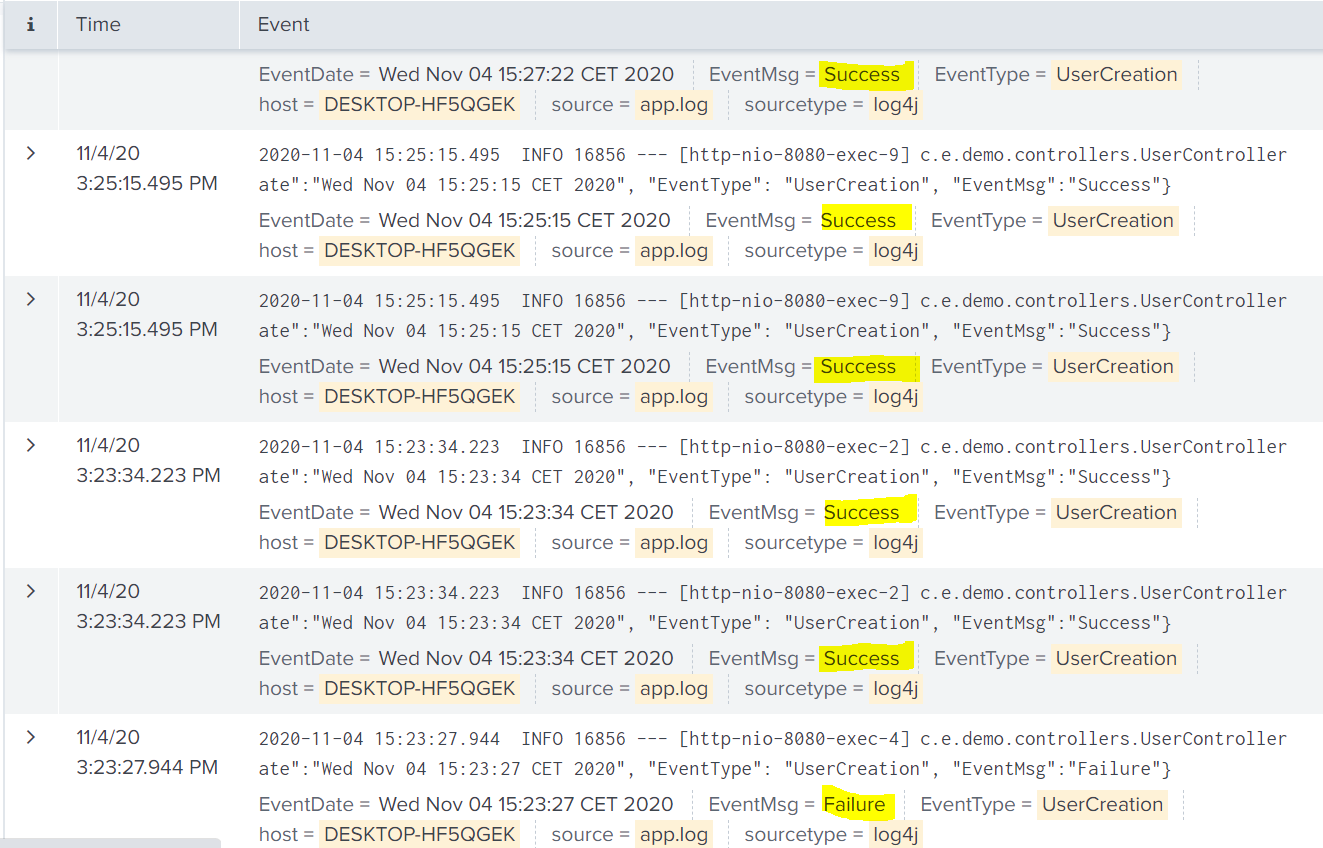 i Time Event
EventDate = Wed Nov 04 15:27:22 CET 2020 EventMsg = Success EventType = UserCreation
host = DESKTOP-HF5QGEK source = app.log sourcetype = log4j
> 11/4/20 2020-11-04 15:25:15.495 INFO 16856 --- [http-nio-8080-exec-9] c.e.demo.controllers.UserController
3:25:15.495 PM ate":"Wed Nov 04 15:25:15 CET 2020", "EventType": "UserCreation", "EventMsg":"Success"}
EventDate = Wed Nov 04 15:25:15 CET 2020 EventMsg = Success EventType = UserCreation
host = DESKTOP-HF5QGEK source = app.log sourcetype = log4j
> 11/4/20 2020-11-04 15:25:15.495 INFO 16856 --- [http-nio-8080-exec-9] c.e.demo.controllers.UserController
3:25:15.495 PM ate":"Wed Nov 04 15:25:15 CET 2020", "EventType": "UserCreation", "EventMsg":"Success"}
EventDate = Wed Nov 04 15:25:15 CET 2020 EventMsg = Success EventType = UserCreation
host = DESKTOP-HF5QGEK source = app.log sourcetype = log4j
> 11/4/20 2020-11-04 15:23:34.223 INFO 16856 --- [http-nio-8080-exec-2] c.e.demo.controllers.UserController
3:23:34.223 PM ate":"Wed Nov 04 15:23:34 CET 2020", "EventType": "UserCreation", "EventMsg":"Success"}
EventDate = Wed Nov 04 15:23:34 CET 2020 EventMsg = Success EventType = UserCreation
host = DESKTOP-HF5QGEK source = app.log sourcetype = log4j
> 11/4/20 2020-11-04 15:23:34.223 INFO 16856 --- [http-nio-8080-exec-2] c.e.demo.controllers.UserController
3:23:34.223 PM ate":"Wed Nov 04 15:23:34 CET 2020", "EventType": "UserCreation", "EventMsg":"Success"}
EventDate = Wed Nov 04 15:23:34 CET 2020 EventMsg = Success EventType = UserCreation
host = DESKTOP-HF5QGEK source = app.log sourcetype = log4j
> 11/4/20 2020-11-04 15:23:27.944 INFO 16856 --- [http-nio-8080-exec-4] c.e.demo.controllers.UserController
3:23:27.944 PM ate":"Wed Nov 04 15:23:27 CET 2020", "EventType": "UserCreation", "EventMsg":"Failure"}
EventDate = Wed Nov 04 15:23:27 CET 2020 EventMsg = Failure EventType = UserCreation
host = DESKTOP-HF5QGEK source = app.log sourcetype = log4j